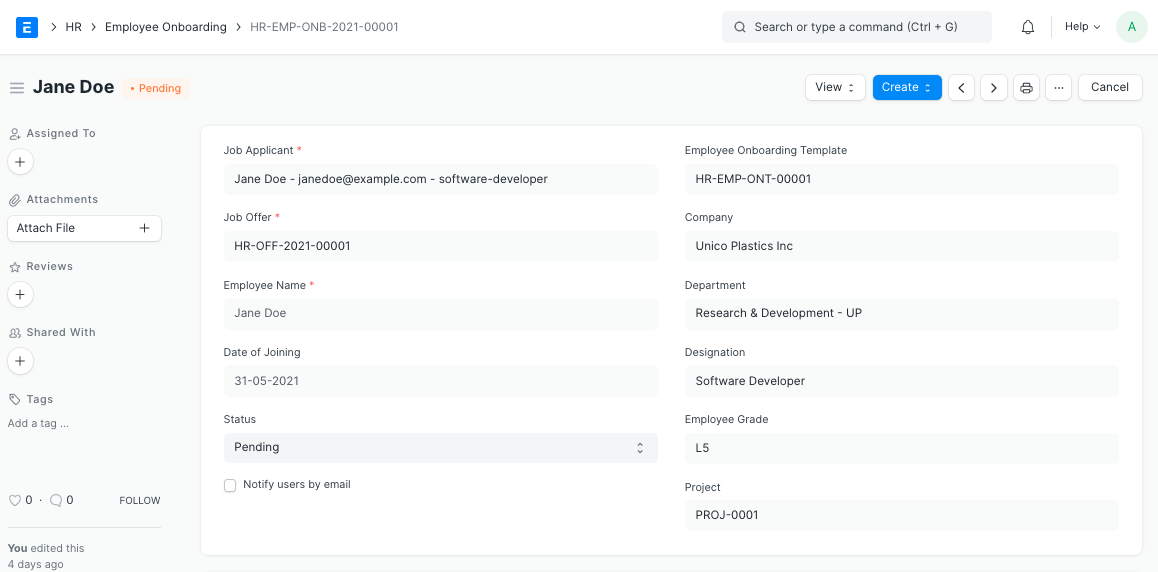 E HR Employee Onboarding HR-EMP-ONB-2021-00001
Search or type a command (Ctrl + G)
Help
A
Jane Doe
• Pending
View
Create
...
Cancel
Assigned To
+
Attachments
Attach File +
Reviews
+
Shared With
+
Tags
Add a tag ...
0 · 0 FOLLOW
You edited this
4 days ago
Job Applicant *
Jane Doe - janedoe@example.com - software-developer
Job Offer *
HR-OFF-2021-00001
Employee Name *
Jane Doe
Date of Joining
31-05-2021
Status
Pending
Notify users by email
Employee Onboarding Template
HR-EMP-ONT-00001
Company
Unico Plastics Inc
Department
Research & Development - UP
Designation
Software Developer
Employee Grade
L5
Project
PROJ-0001